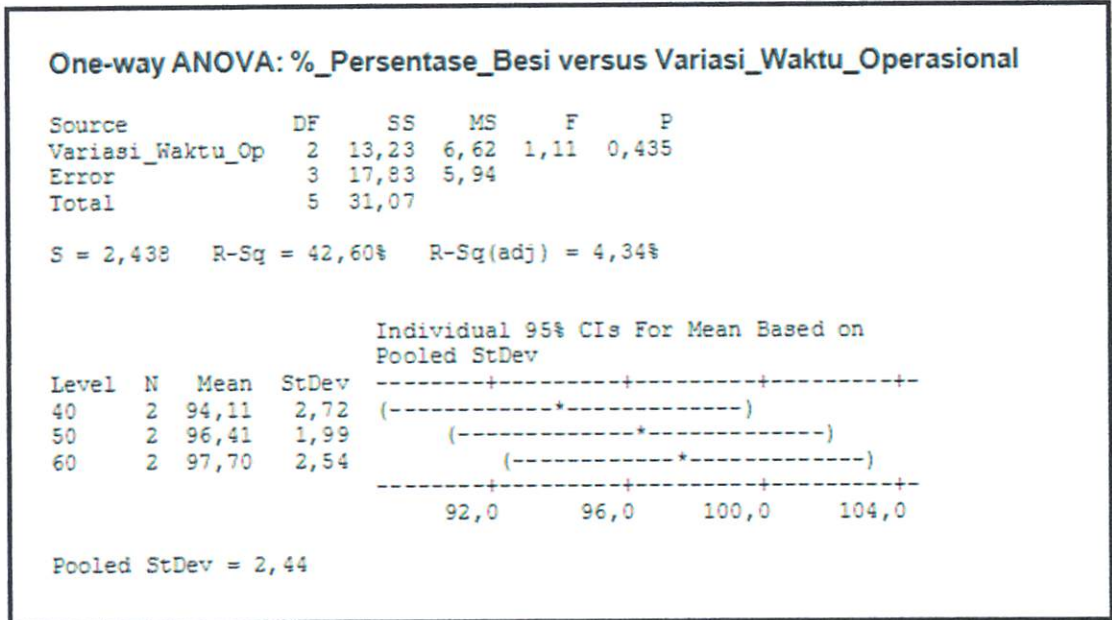 One-way ANOVA: %_Persentase_Besi versus Variasi_Waktu_Operasional
Source DF SS MS F P
Variasi_Waktu_Op 2 13,23 6,62 1,11 0,435
Error 3 17,83 5,94
Total 5 31,07
S = 2,438 R-Sq = 42,60% R-Sq(adj) = 4,34%
Individual 95% CIs For Mean Based on
Pooled StDev
Level N Mean StDev --------+---------+---------+---------+-
40 2 94,11 2,72 (------------*-------------)
50 2 96,41 1,99 (-------------*-------------)
60 2 97,70 2,54 (------------*-------------)
--------+---------+---------+---------+-
92,0 96,0 100,0 104,0
Pooled StDev = 2,44